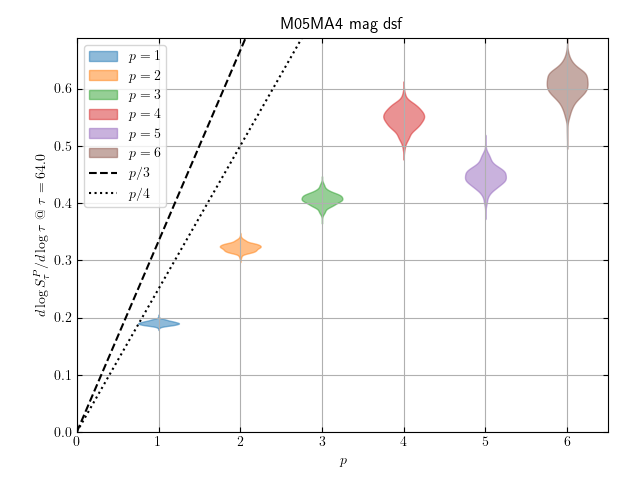 M05MA4 mag dsf
d log S_τ^P / d log τ @ τ = 64.0
0.6
0.5
0.4
0.3
0.2
0.1
0.0
p = 1
p = 2
p = 3
p = 4
p = 5
p = 6
p/3
p/4
0 1 2 3 4 5 6
p